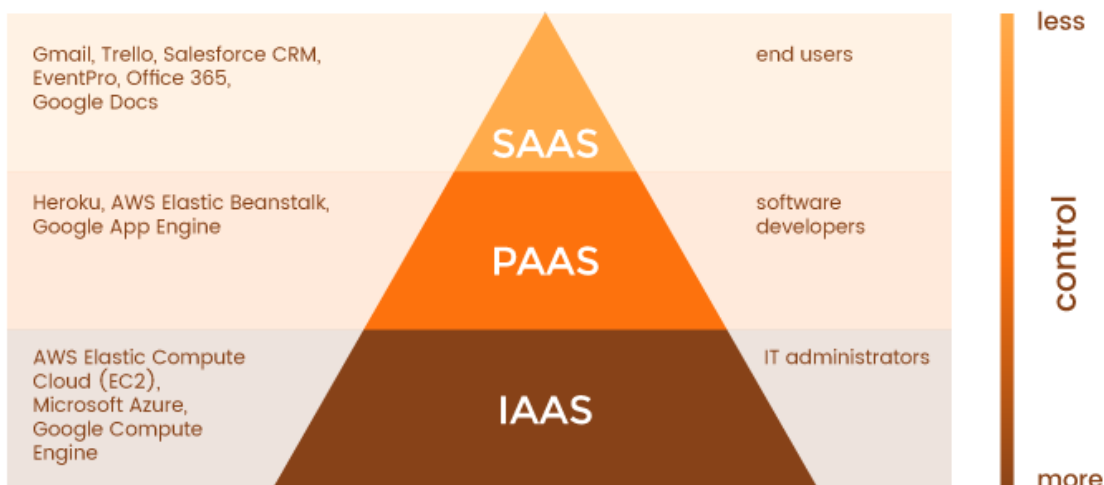 Gmail, Trello, Salesforce CRM,
EventPro, Office 365,
Google Docs
SAAS
end users
less
Heroku, AWS Elastic Beanstalk,
Google App Engine
PAAS
software
developers
control
AWS Elastic Compute
Cloud (EC2),
Microsoft Azure,
Google Compute
Engine
IAAS
IT administrators
more